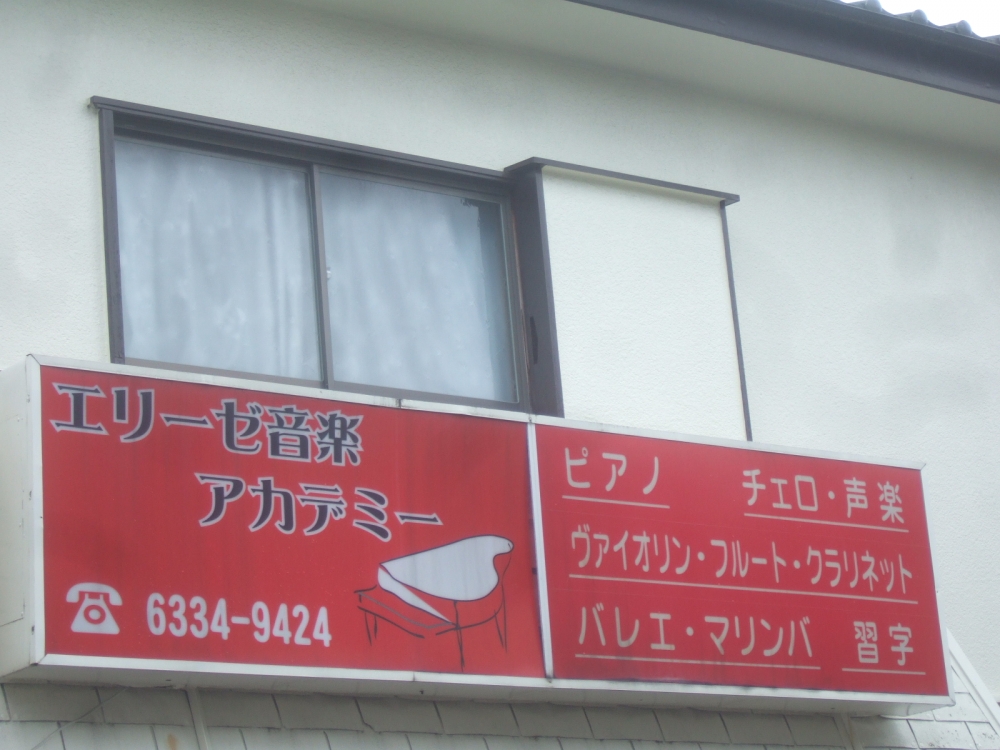 エリーゼ音楽
アカデミー
6334-9424
ピアノ チェロ・声楽
ヴァイオリン・フルート・クラリネット
バレエ・マリンバ 習字